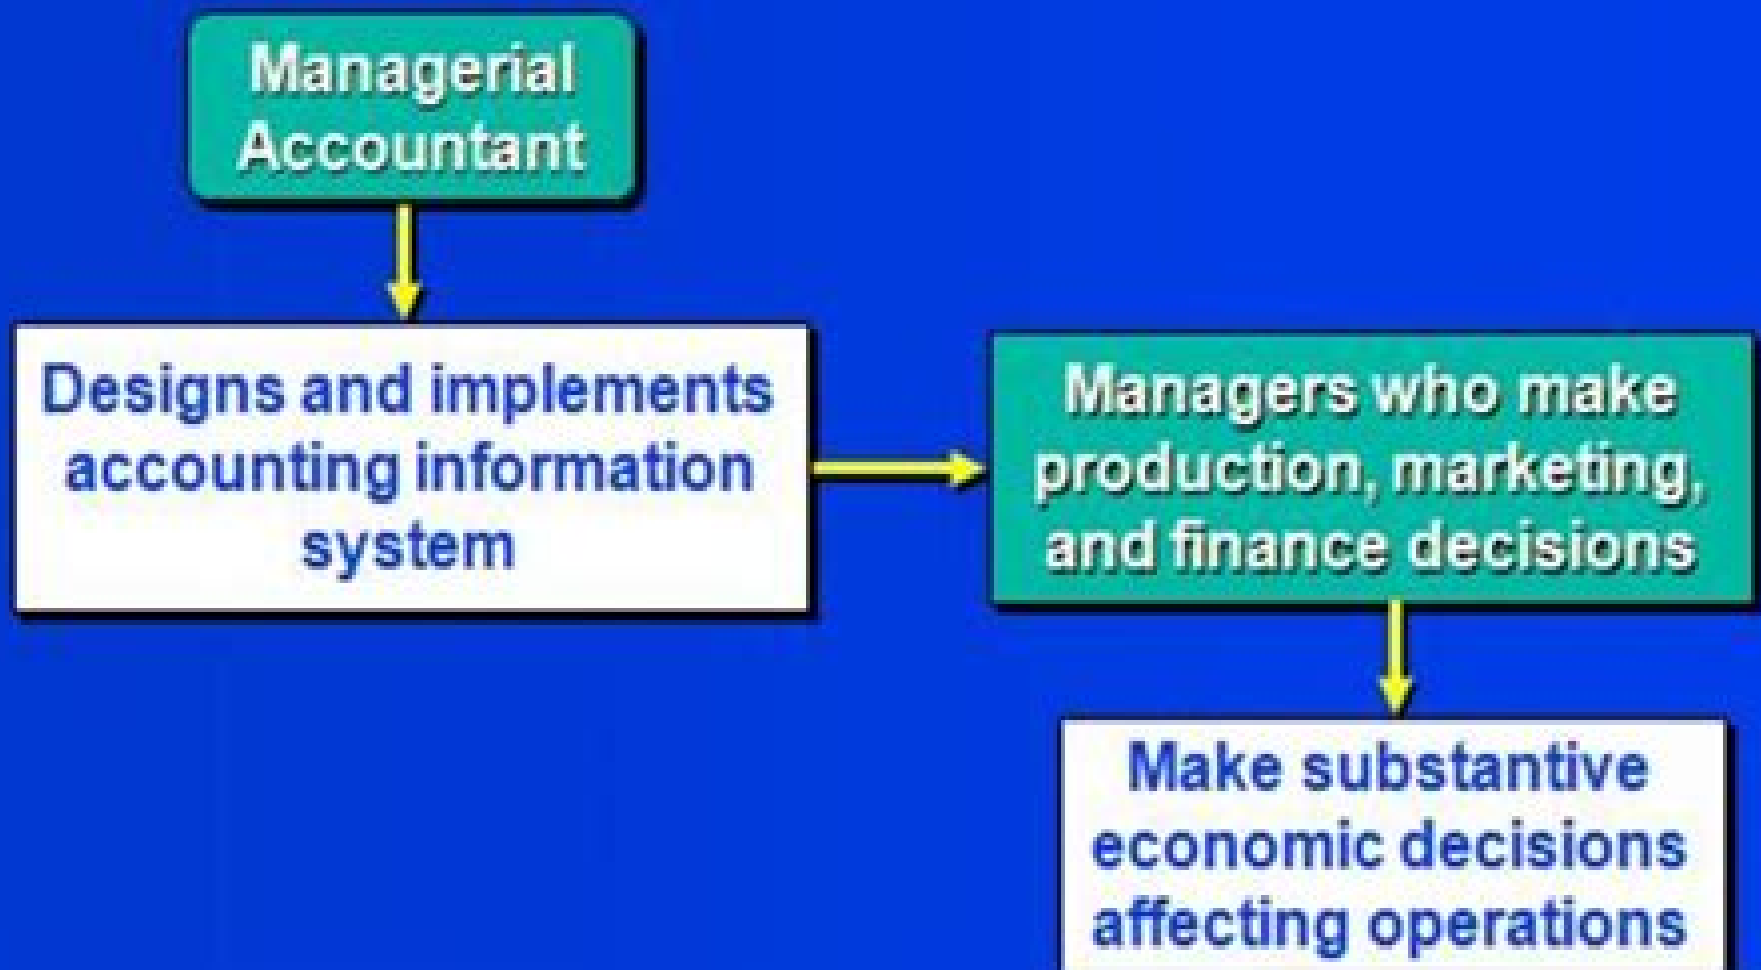 Managerial
Accountant
Designs and implements
accounting information
system
Managers who make
production, marketing,
and finance decisions
Make substantive
economic decisions
affecting operations